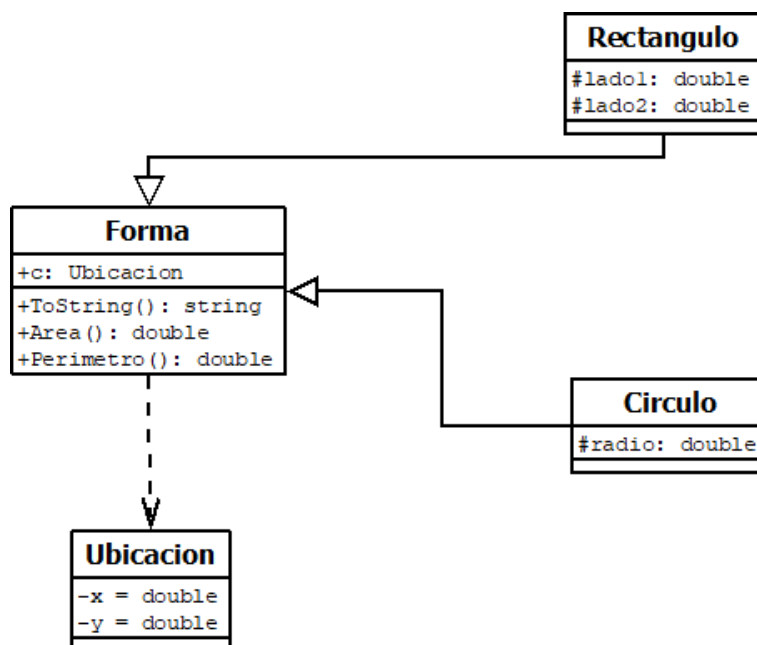 Rectangulo
#lado1: double
#lado2: double
Forma
+c: Ubicacion
+ToString(): string
+Area(): double
+Perimetro(): double
Circulo
#radio: double
Ubicacion
-x = double
-y = double